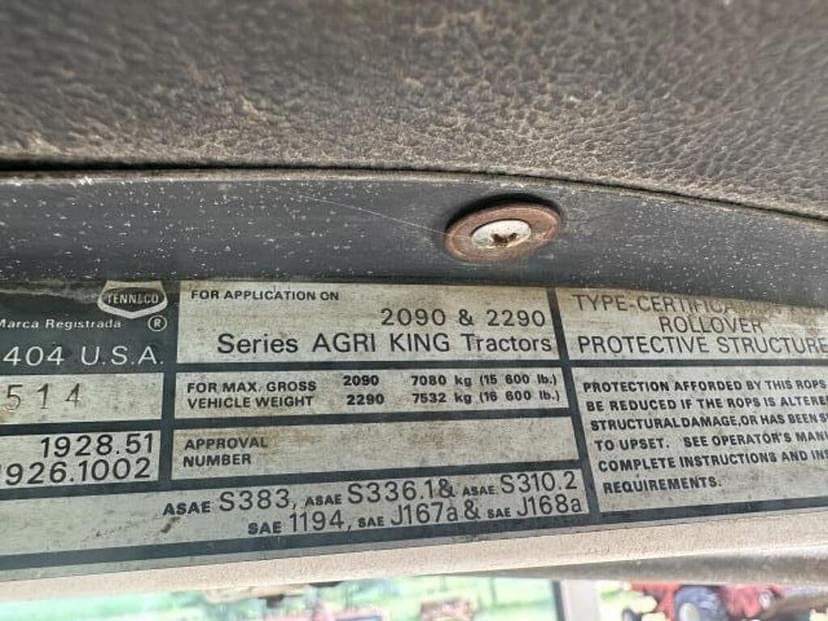 TENNECO
Marca Registrada ®
404 U.S.A.
514
1928.51
1926.1002
FOR APPLICATION ON
2090 & 2290
Series AGRI KING Tractors
FOR MAX. GROSS 2090 7080 kg (15 600 lb.)
VEHICLE WEIGHT 2290 7532 kg (16 600 lb.)
APPROVAL
NUMBER
ASAE S383, ASAE S336.1& ASAE S310.2
SAE 1194, SAE J167a & SAE J168a
ROLLOVER
PROTECTIVE STRUCTURE
PROTECTION AFFORDED BY THIS ROPS
BE REDUCED IF THE ROPS IS ALTERE
STRUCTURAL DAMAGE, OR HAS BEEN S
TO UPSET. SEE OPERATOR'S MAN
COMPLETE INSTRUCTIONS AND INS
REQUIREMENTS.